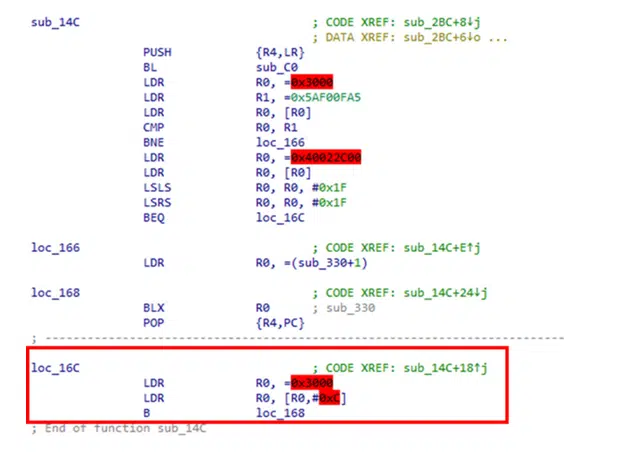 sub_14C ; CODE XREF: sub_2BC+8↓j
; DATA XREF: sub_2BC+6↓o ...
PUSH {R4,LR}
BL sub_C0
LDR R0, =0x3000
LDR R1, =0x5AF00FA5
LDR R0, [R0]
CMP R0, R1
BNE loc_166
LDR R0, =0x40022C00
LDR R0, [R0]
LSLS R0, R0, #0x1F
LSRS R0, R0, #0x1F
BEQ loc_16C
loc_166 ; CODE XREF: sub_14C+E↑j
LDR R0, =(sub_330+1)
loc_168 ; CODE XREF: sub_14C+24↓j
BLX R0 ; sub_330
POP {R4,PC}
; ---------------------------------------------------------------------------
loc_16C ; CODE XREF: sub_14C+18↑j
LDR R0, =0x3000
LDR R0, [R0,#0xC]
B loc_168
; End of function sub_14C